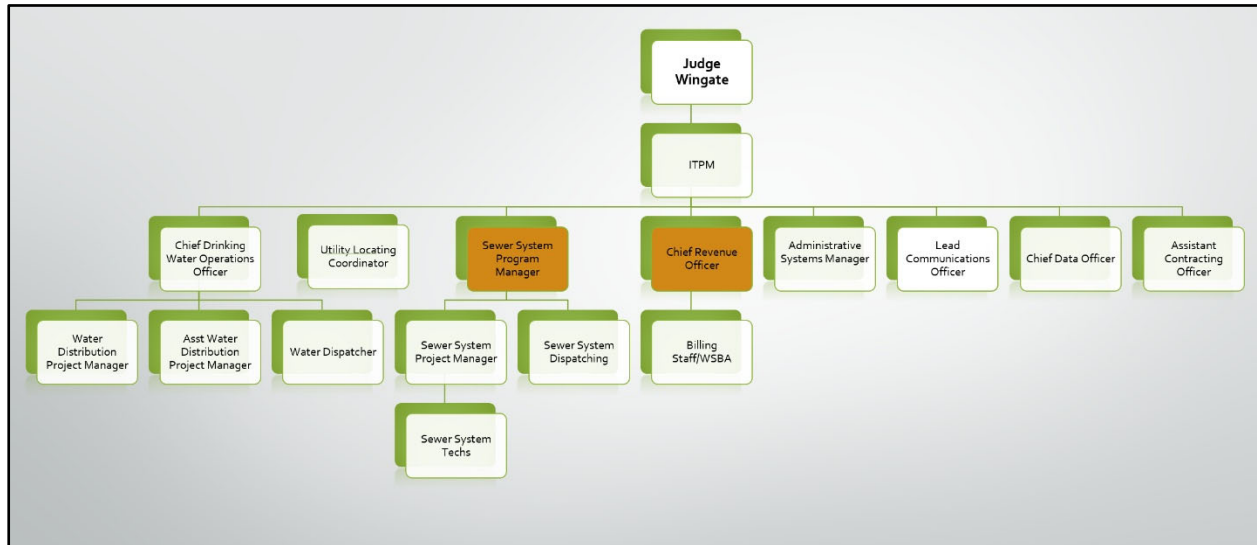 Judge
Wingate
ITPM
Chief Drinking
Water Operations
Officer
Utility Locating
Coordinator
Sewer System
Program
Manager
Chief Revenue
Officer
Administrative
Systems Manager
Lead
Communications
Officer
Chief Data Officer
Assistant
Contracting
Officer
Water
Distribution
Project Manager
Asst Water
Distribution
Project Manager
Water Dispatcher
Sewer System
Project Manager
Sewer System
Dispatching
Billing
Staff/WSBA
Sewer System
Techs